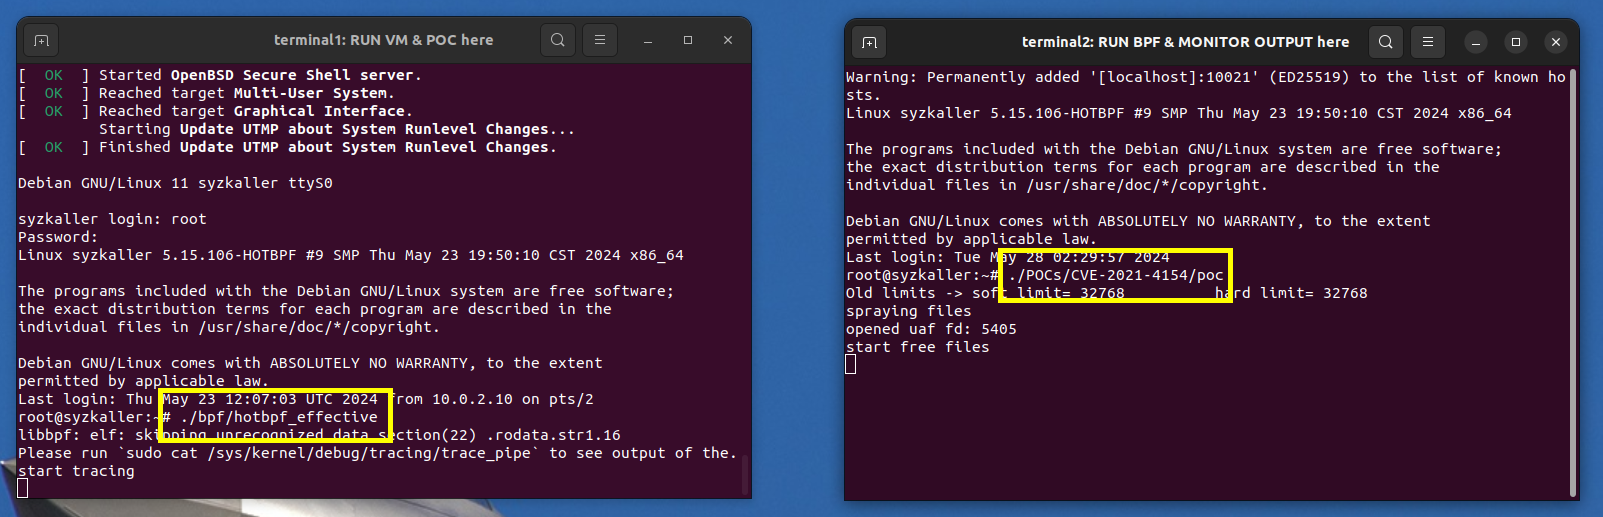 terminal1: RUN VM & POC here
[  OK  ] Started OpenBSD Secure Shell server.
[  OK  ] Reached target Multi-User System.
[  OK  ] Reached target Graphical Interface.
         Starting Update UTMP about System Runlevel Changes...
[  OK  ] Finished Update UTMP about System Runlevel Changes.
Debian GNU/Linux 11 syzkaller ttyS0
syzkaller login: root
Password:
Linux syzkaller 5.15.106-HOTBPF #9 SMP Thu May 23 19:50:10 CST 2024 x86_64
The programs included with the Debian GNU/Linux system are free software;
the exact distribution terms for each program are described in the
individual files in /usr/share/doc/*/copyright.
Debian GNU/Linux comes with ABSOLUTELY NO WARRANTY, to the extent
permitted by applicable law.
Last login: Thu May 23 12:07:03 UTC 2024 from 10.0.2.10 on pts/2
root@syzkaller:~# ./bpf/hotbpf_effective
libbpf: elf: skipping unrecognized data section(22) .rodata.str1.16
Please run `sudo cat /sys/kernel/debug/tracing/trace_pipe` to see output of the.
start tracing
terminal2: RUN BPF & MONITOR OUTPUT here
Warning: Permanently added '[localhost]:10021' (ED25519) to the list of known ho
sts.
Linux syzkaller 5.15.106-HOTBPF #9 SMP Thu May 23 19:50:10 CST 2024 x86_64
The programs included with the Debian GNU/Linux system are free software;
the exact distribution terms for each program are described in the
individual files in /usr/share/doc/*/copyright.
Debian GNU/Linux comes with ABSOLUTELY NO WARRANTY, to the extent
permitted by applicable law.
Last login: Tue May 28 02:29:57 2024
root@syzkaller:~# ./POCs/CVE-2021-4154/poc
Old limits -> soft limit= 32768          hard limit= 32768
spraying files
opened uaf fd: 5405
start free files